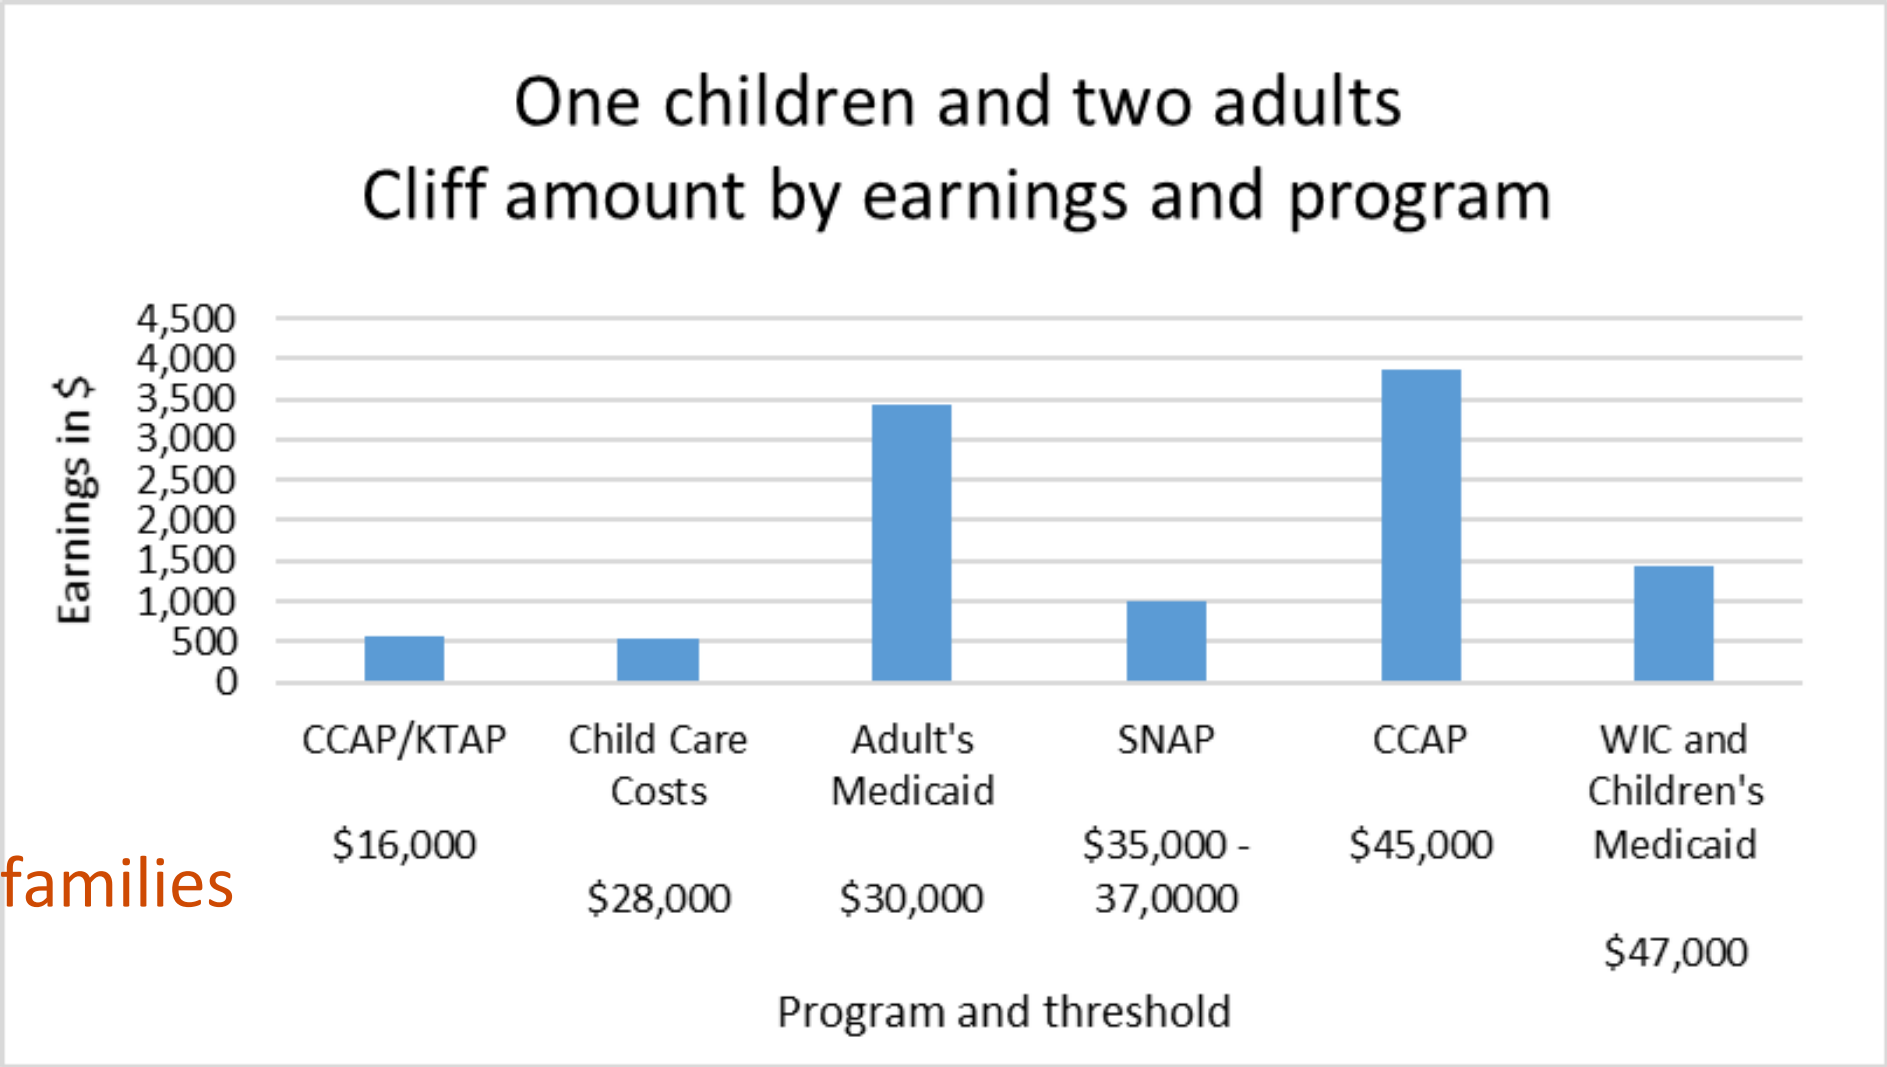 One children and two adults
Cliff amount by earnings and program
4,500
4,000
3,500
3,000
2,500
2,000
1,500
1,000
500
0
Earnings in $
CCAP/KTAP
$16,000
Child Care
Costs
$28,000
Adult's
Medicaid
$30,000
SNAP
$35,000 -
37,0000
CCAP
$45,000
WIC and
Children's
Medicaid
$47,000
Program and threshold
families